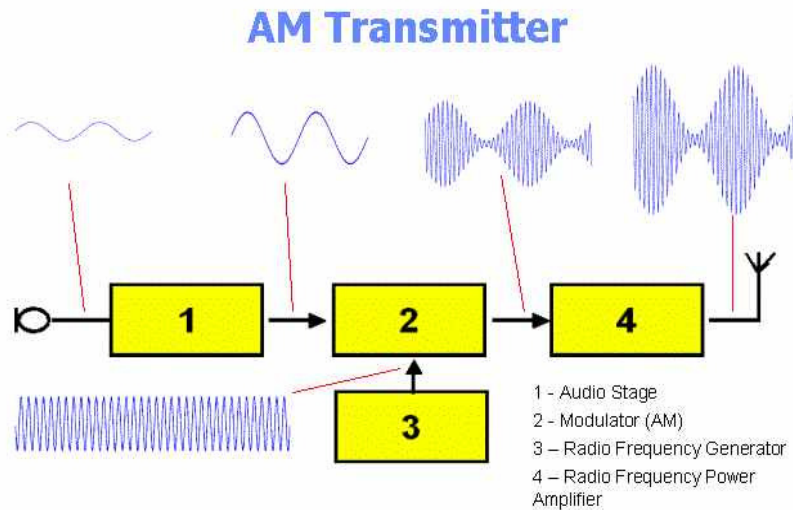 AM Transmitter
1
2
4
3
1 - Audio Stage
2 - Modulator (AM)
3 – Radio Frequency Generator
4 – Radio Frequency Power
Amplifier